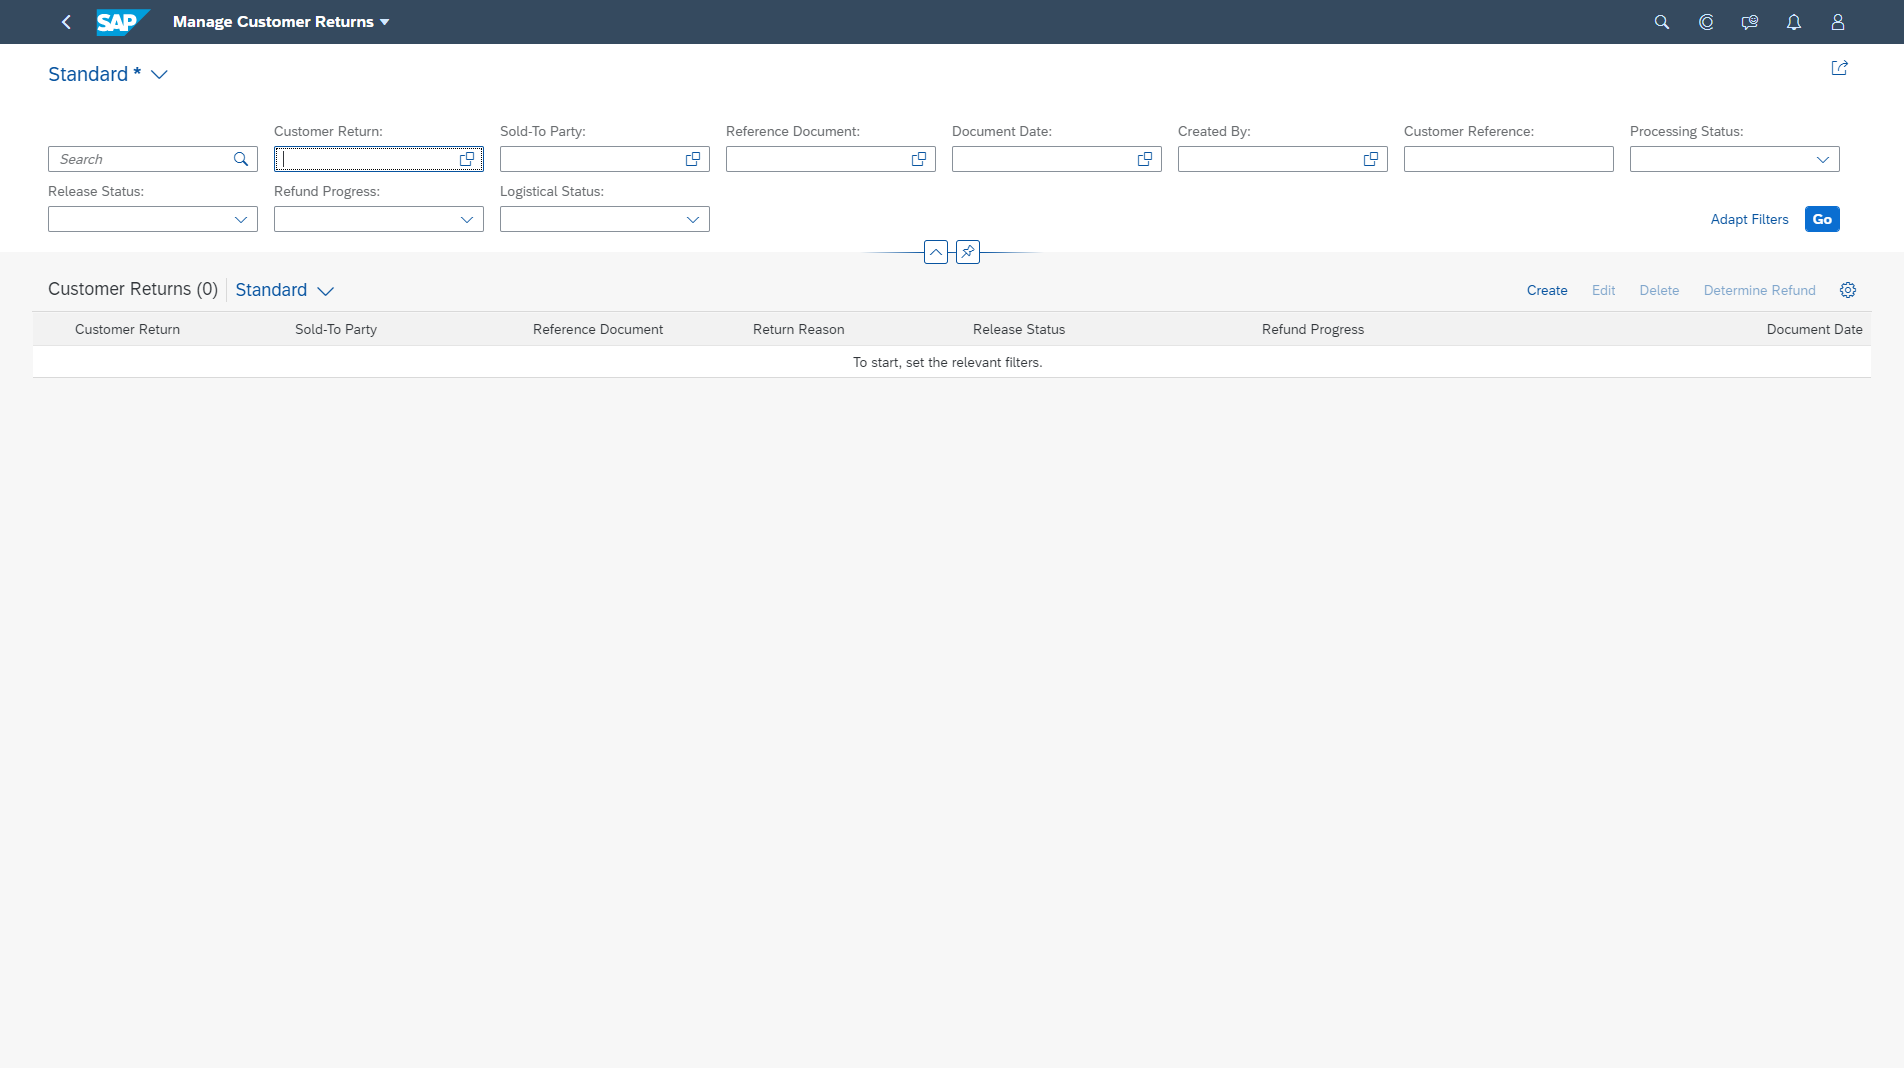 SAP Manage Customer Returns
Standard *
Customer Return: Sold-To Party: Reference Document: Document Date: Created By: Customer Reference: Processing Status:
Search
Release Status: Refund Progress: Logistical Status:
Adapt Filters Go
Customer Returns (0) Standard Create Edit Delete Determine Refund
Customer Return Sold-To Party Reference Document Return Reason Release Status Refund Progress Document Date
To start, set the relevant filters.